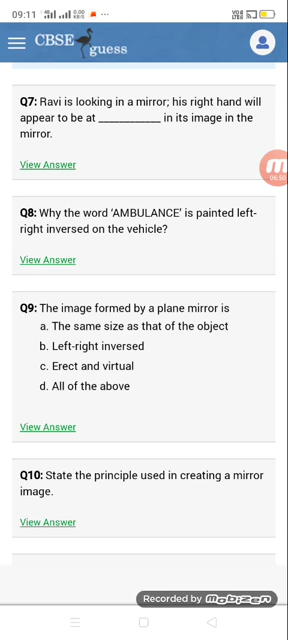 09:11
CBSE guess
Q7: Ravi is looking in a mirror; his right hand will
appear to be at ____________ in its image in the
mirror.
View Answer
06:50
Q8: Why the word ‘AMBULANCE’ is painted left-
right inversed on the vehicle?
View Answer
Q9: The image formed by a plane mirror is
a. The same size as that of the object
b. Left-right inversed
c. Erect and virtual
d. All of the above
View Answer
Q10: State the principle used in creating a mirror
image.
View Answer
Recorded by mobizen